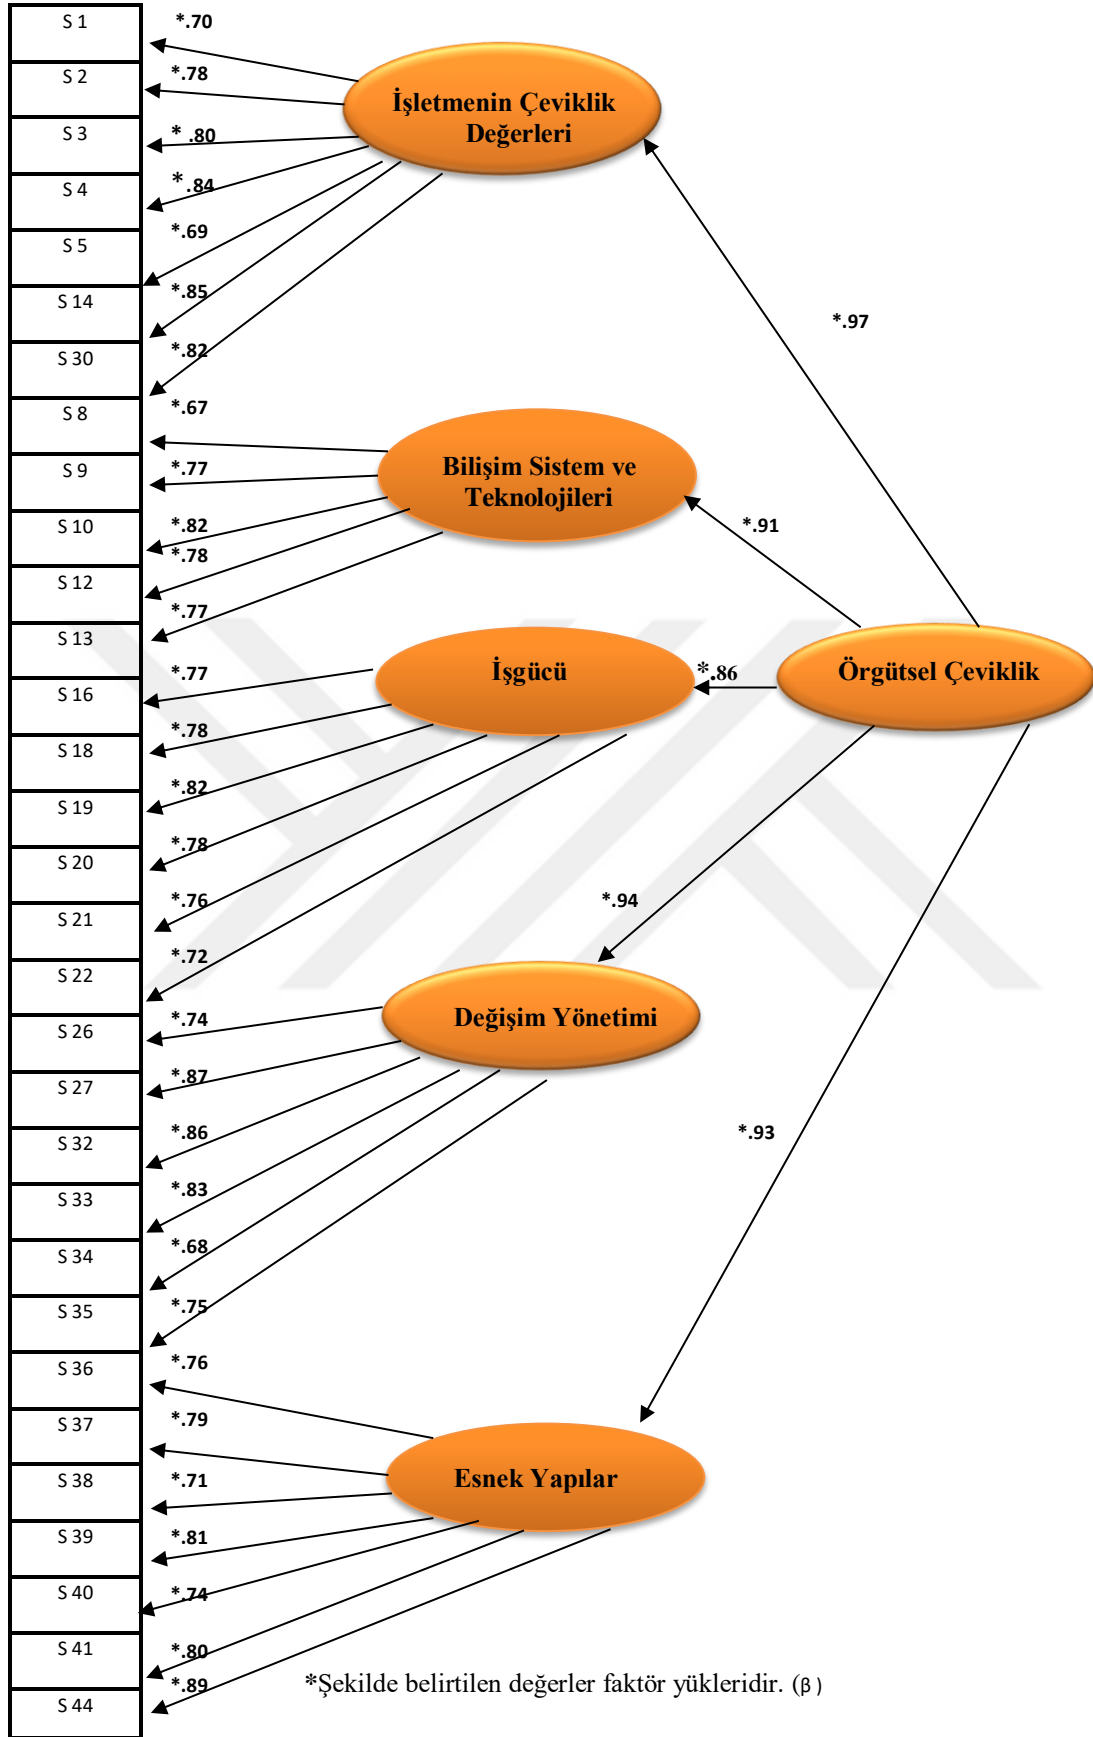 S 1
*.70
S 2
*.78
İşletmenin Çeviklik
Değerleri
S 3
* .80
S 4
*.84
S 5
*.69
S 14
*.85
*.97
S 30
*.82
S 8
*.67
S 9
*.77
Bilişim Sistem ve
Teknolojileri
S 10
*.82
*.91
S 12
*.78
S 13
*.77
S 16
*.77
İşgücü
*.86
Örgütsel Çeviklik
S 18
*.78
S 19
*.82
S 20
*.78
S 21
*.76
*.94
S 22
*.72
S 26
*.74
Değişim Yönetimi
S 27
*.87
S 32
*.86
*.93
S 33
*.83
S 34
*.68
S 35
*.75
S 36
*.76
S 37
*.79
S 38
*.71
Esnek Yapılar
S 39
*.81
S 40
*.74
S 41
*.80
S 44
*.89
*Şekilde belirtilen değerler faktör yükleridir. (β)